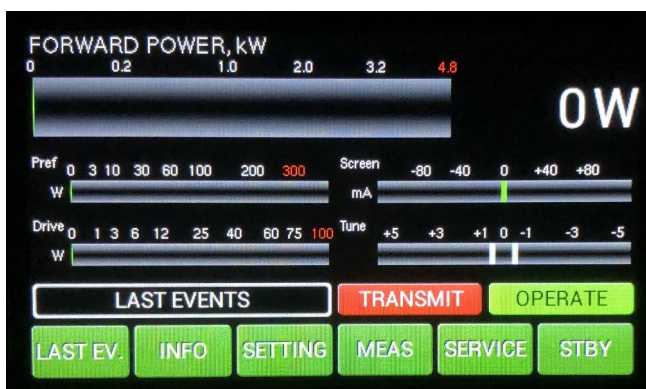 FORWARD POWER, kW
0 0.2 1.0 2.0 3.2 4.8
0W
Pref 0 3 10 30 60 100 200 300
W
Screen -80 -40 0 +40 +80
mA
Drive 0 1 3 6 12 25 40 60 75 100
W
Tune +5 +3 +1 0 -1 -3 -5
LAST EVENTS TRANSMIT OPERATE
LAST EV. INFO SETTING MEAS SERVICE STBY